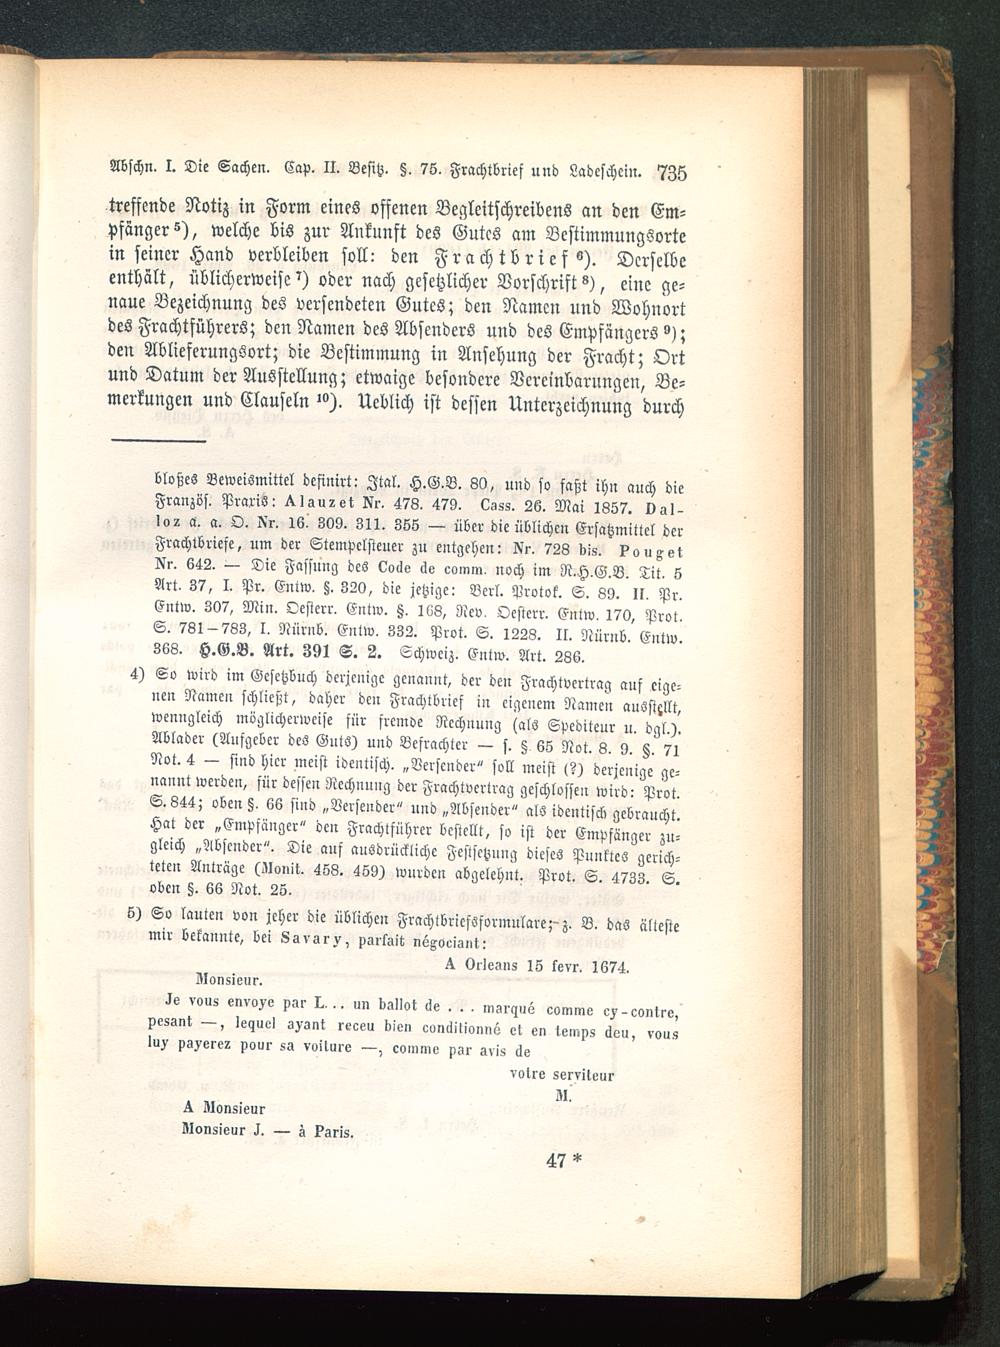 Abschn. I. Die Sachen. Cap. II. Besitz. §. 75. Frachtbrief und Ladeschein. 735
treffende Notiz in Form eines offenen Begleitschreibens an den Em-
pfänger ⁵), welche bis zur Ankunft des Gutes am Bestimmungsorte
in seiner Hand verbleiben soll: den Frachtbrief ⁶). Derselbe
enthält, üblicherweise ⁷) oder nach gesetzlicher Vorschrift ⁸), eine ge-
naue Bezeichnung des versendeten Gutes; den Namen und Wohnort
des Frachtführers; den Namen des Absenders und des Empfängers ⁹);
den Ablieferungsort; die Bestimmung in Ansehung der Fracht; Ort
und Datum der Ausstellung; etwaige besondere Vereinbarungen, Be-
merkungen und Clauseln ¹⁰). Ueblich ist dessen Unterzeichnung durch
bloßes Beweismittel definirt: Ital. H.G.B. 80, und so faßt ihn auch die
Französ. Praxis: Alauzet Nr. 478. 479. Cass. 26. Mai 1857. Dal-
loz a. a. O. Nr. 16. 309. 311. 355 — über die üblichen Ersatzmittel der
Frachtbriefe, um der Stempelsteuer zu entgehen: Nr. 728 bis. Pouget
Nr. 642. — Die Fassung des Code de comm. noch im R.H.G.B. Tit. 5
Art. 37, I. Pr. Entw. §. 320, die jetzige: Berl. Protok. S. 89. II. Pr.
Entw. 307, Min. Oesterr. Entw. §. 168, Rev. Oesterr. Entw. 170, Prot.
S. 781–783, I. Nürnb. Entw. 332. Prot. S. 1228. II. Nürnb. Entw.
368. H.G.B. Art. 391 S. 2. Schweiz. Entw. Art. 286.
4) So wird im Gesetzbuch derjenige genannt, der den Frachtvertrag auf eige-
nen Namen schließt, daher den Frachtbrief in eigenem Namen ausstellt,
wenngleich möglicherweise für fremde Rechnung (als Spediteur u. dgl.).
Ablader (Aufgeber des Guts) und Befrachter — s. §. 65 Not. 8. 9. §. 71
Not. 4 — sind hier meist identisch. „Versender“ soll meist (?) derjenige ge-
nannt werden, für dessen Rechnung der Frachtvertrag geschlossen wird: Prot.
S. 844; oben §. 66 sind „Versender“ und „Absender“ als identisch gebraucht.
Hat der „Empfänger“ den Frachtführer bestellt, so ist der Empfänger zu-
gleich „Absender“. Die auf ausdrückliche Festsetzung dieses Punktes gerich-
teten Anträge (Monit. 458. 459) wurden abgelehnt. Prot. S. 4733. S.
oben §. 66 Not. 25.
5) So lauten von jeher die üblichen Frachtbriefsformulare; z. B. das älteste
mir bekannte, bei Savary, parfait négociant:
A Orleans 15 fevr. 1674.
Monsieur.
Je vous envoye par L... un ballot de . . . marqué comme cy-contre,
pesant —, lequel ayant receu bien conditionné et en temps deu, vous
luy payerez pour sa voiture —, comme par avis de
votre serviteur
M.
A Monsieur
Monsieur J. — à Paris.
47 *